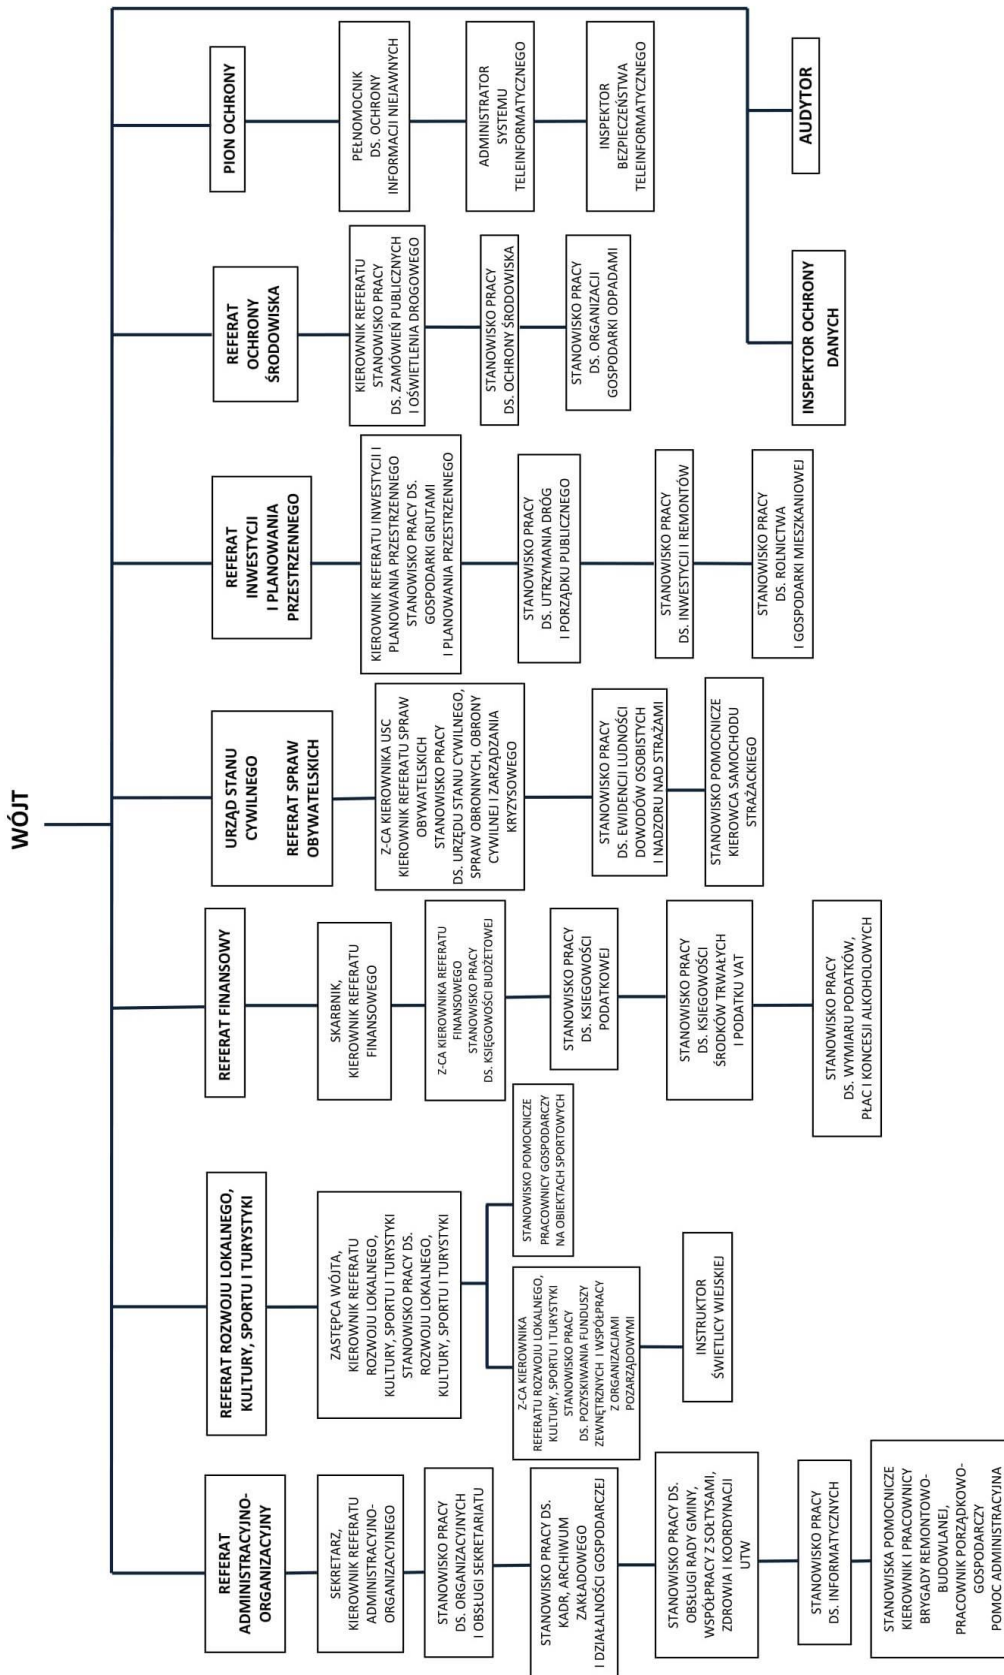 WÓJT
REFERAT
ADMINISTRACYJNO-
ORGANIZACYJNY
SEKRETARZ,
KIEROWNIK REFERATU
ADMINISTRACYJNO-
ORGANIZACYJNEGO
STANOWISKO PRACY
DS. ORGANIZACYJNYCH
I OBSŁUGI SEKRETARIATU
STANOWISKO PRACY DS.
KADR, ARCHIWUM
ZAKŁADOWEGO
I DZIAŁALNOŚCI GOSPODARCZEJ
STANOWISKO PRACY DS.
OBSŁUGI RADY GMINY,
WSPÓŁPRACY Z SOŁTYSAMI,
ZDROWIA I KOORDYNACJI
UTW
STANOWISKO PRACY
DS. INFORMATYCZNYCH
STANOWISKA POMOCNICZE
KIEROWNIK I PRACOWNICY
BRYGADY REMONTOWO-
BUDOWLANEJ,
PRACOWNIK PORZĄDKOWO-
GOSPODARCZY
POMOC ADMINISTRACYJNA
REFERAT ROZWOJU LOKALNEGO,
KULTURY, SPORTU I TURYSTYKI
ZASTĘPCA WÓJTA,
KIEROWNIK REFERATU
ROZWOJU LOKALNEGO,
KULTURY, SPORTU I TURYSTYKI
STANOWISKO PRACY DS.
ROZWOJU LOKALNEGO,
KULTURY, SPORTU I TURYSTYKI
Z-CA KIEROWNIKA
REFERATU ROZWOJU LOKALNEGO,
KULTURY, SPORTU I TURYSTYKI
STANOWISKO PRACY
DS. POZYSKIWANIA FUNDUSZY
ZEWNĘTRZNYCH I WSPÓŁPRACY
Z ORGANIZACJAMI
POZARZĄDOWYMI
STANOWISKO POMOCNICZE
PRACOWNICY GOSPODARCZY
NA OBIEKTACH SPORTOWYCH
INSTRUKTOR
ŚWIETLICY WIEJSKIEJ
REFERAT FINANSOWY
SKARBNIK,
KIEROWNIK REFERATU
FINANSOWEGO
Z-CA KIEROWNIKA REFERATU
FINANSOWEGO
STANOWISKO PRACY
DS. KSIĘGOWOŚCI BUDŻETOWEJ
STANOWISKO PRACY
DS. KSIEGOWOŚCI
PODATKOWEJ
STANOWISKO PRACY
DS. KSIEGOWOŚCI
ŚRODKÓW TRWAŁYCH
I PODATKU VAT
STANOWISKO PRACY
DS. WYMIARU PODATKÓW,
PŁAC I KONCESJI ALKOHOLOWYCH
URZĄD STANU
CYWILNEGO
REFERAT SPRAW
OBYWATELSKICH
Z-CA KIEROWNIKA USC
KIEROWNIK REFERATU SPRAW
OBYWATELSKICH
STANOWISKO PRACY
DS. URZĘDU STANU CYWILNEGO,
SPRAW OBRONNYCH, OBRONY
CYWILNEJ I ZARZĄDZANIA
KRYZYSOWEGO
STANOWISKO PRACY
DS. EWIDENCJI LUDNOŚCI
DOWODÓW OSOBISTYCH
I NADZORU NAD STRAŻAMI
STANOWISKO POMOCNICZE
KIEROWCA SAMOCHODU
STRAŻACKIEGO
REFERAT
INWESTYCJI
I PLANOWANIA
PRZESTRZENNEGO
KIEROWNIK REFERATU INWESTYCJI I
PLANOWANIA PRZESTRZENNEGO
STANOWISKO PRACY DS.
GOSPODARKI GRUTAMI
I PLANOWANIA PRZESTRZENNEGO
STANOWISKO PRACY
DS. UTRZYMANIA DRÓG
I PORZĄDKU PUBLICZNEGO
STANOWISKO PRACY
DS. INWESTYCJI I REMONTÓW
STANOWISKO PRACY
DS. ROLNICTWA
I GOSPODARKI MIESZKANIOWEJ
REFERAT
OCHRONY
ŚRODOWISKA
KIEROWNIK REFERATU
STANOWISKO PRACY
DS. ZAMÓWIEŃ PUBLICZNYCH
I OŚWIETLENIA DROGOWEGO
STANOWISKO PRACY
DS. OCHRONY ŚRODOWISKA
STANOWISKO PRACY
DS. ORGANIZACJI
GOSPODARKI ODPADAMI
PION OCHRONY
PEŁNOMOCNIK
DS. OCHRONY
INFORMACJI NIEJAWNYCH
ADMINISTRATOR
SYSTEMU
TELEINFORMATYCZNEGO
INSPEKTOR
BEZPIECZEŃSTWA
TELEINFORMATYCZNEGO
INSPEKTOR OCHRONY
DANYCH
AUDYTOR